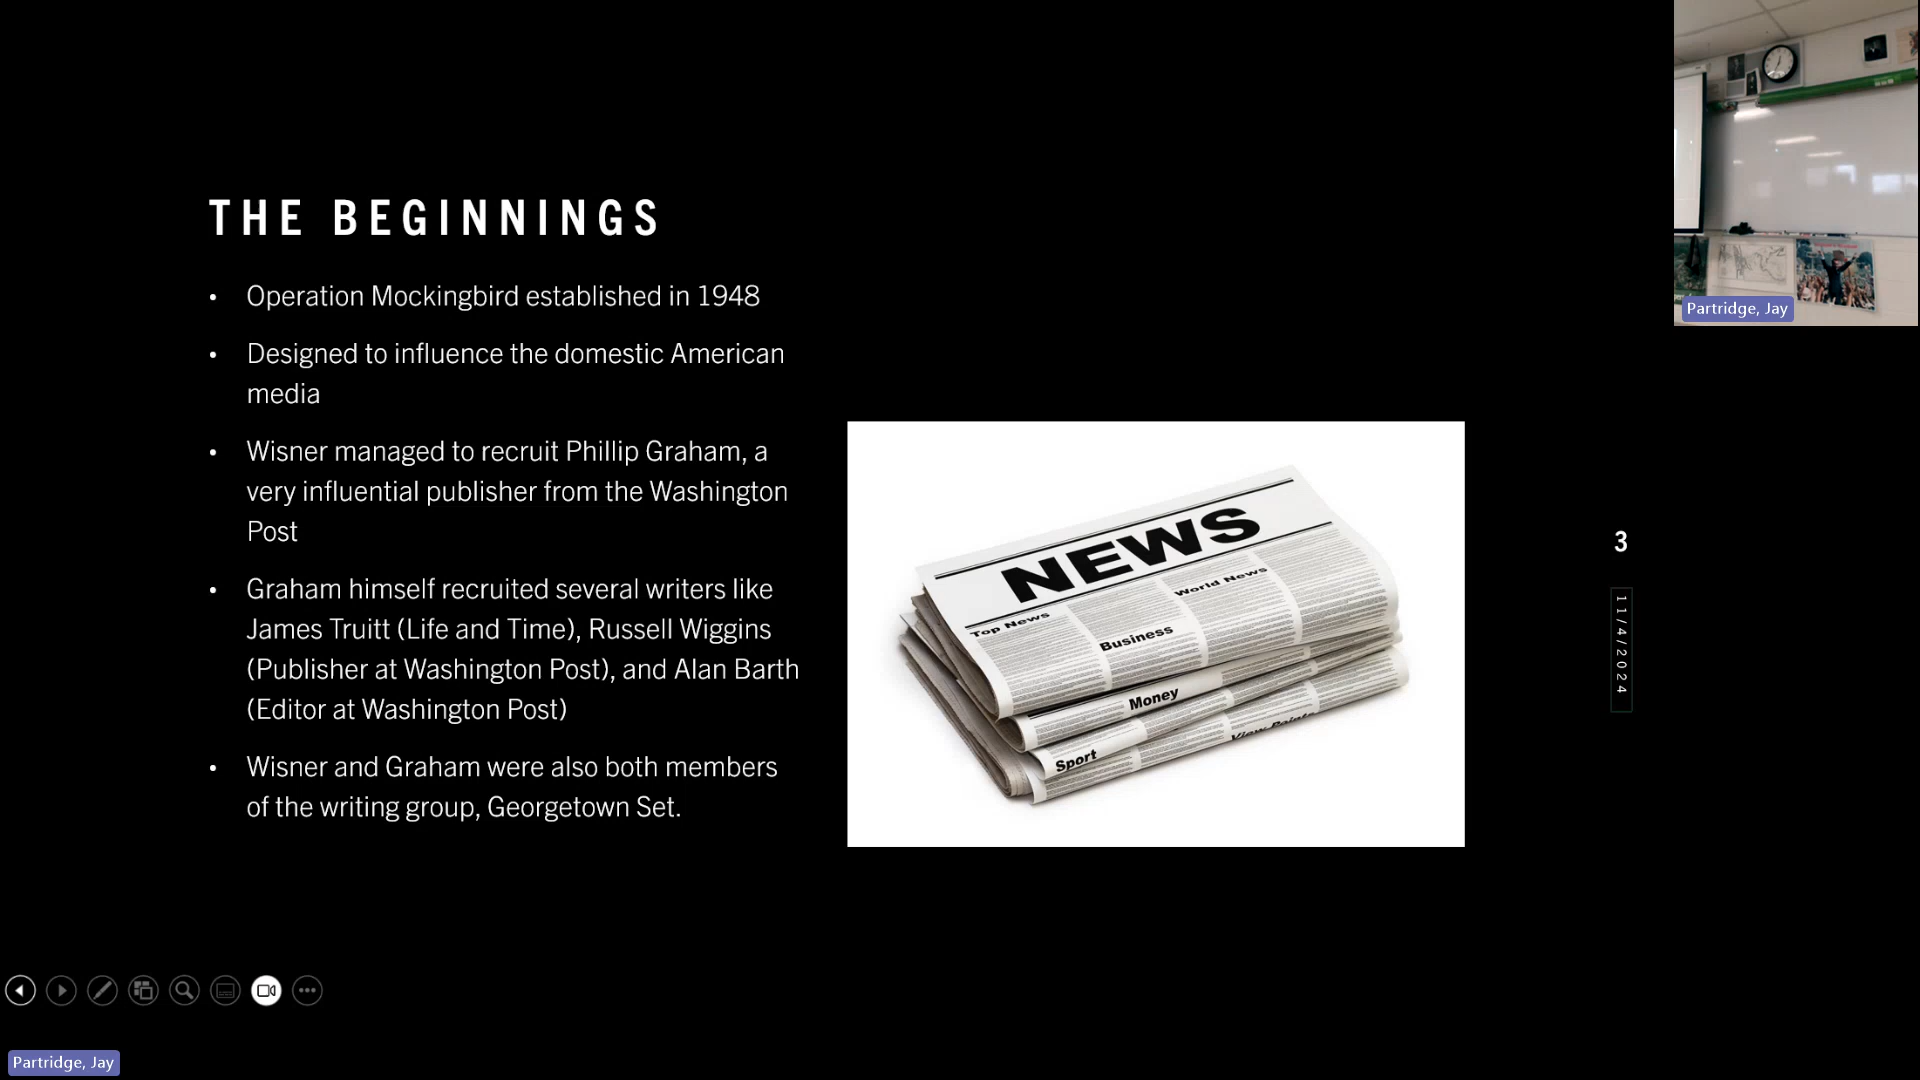 THE BEGINNINGS
• Operation Mockingbird established in 1948
• Designed to influence the domestic American
media
• Wisner managed to recruit Phillip Graham, a
very influential publisher from the Washington
Post
• Graham himself recruited several writers like
James Truitt (Life and Time), Russell Wiggins
(Publisher at Washington Post), and Alan Barth
(Editor at Washington Post)
• Wisner and Graham were also both members
of the writing group, Georgetown Set.
NEWS
World News
Top News
Business
Money
Sport
View Points
3
11/4/2024
Partridge, Jay
Partridge, Jay